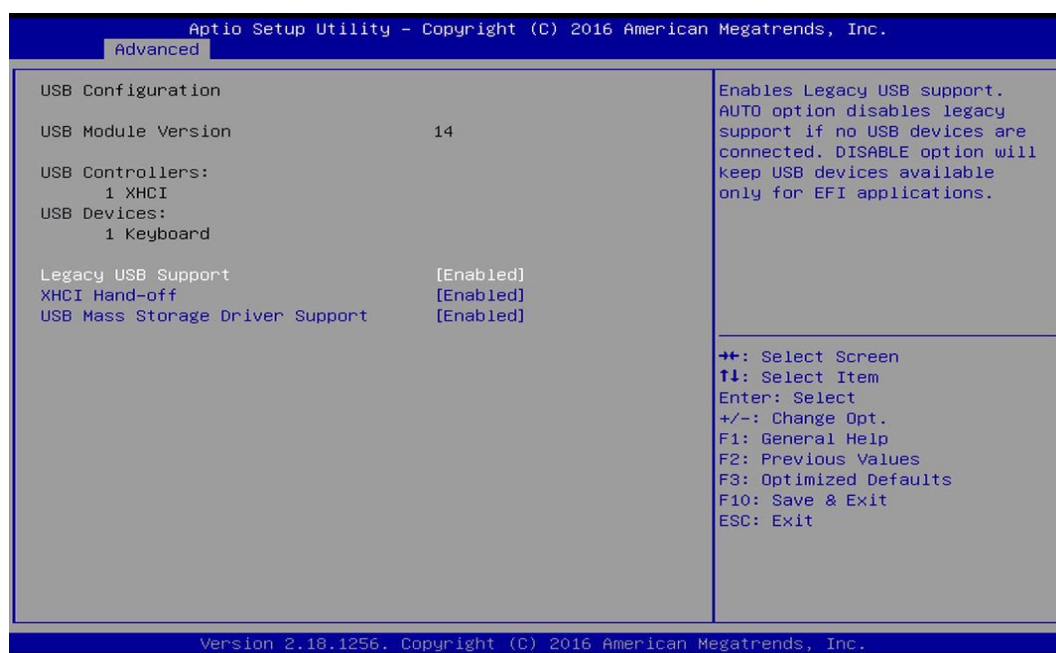 Aptio Setup Utility – Copyright (C) 2016 American Megatrends, Inc.
Advanced
USB Configuration
USB Module Version 14
USB Controllers:
1 XHCI
USB Devices:
1 Keyboard
Legacy USB Support [Enabled]
XHCI Hand-off [Enabled]
USB Mass Storage Driver Support [Enabled]
Enables Legacy USB support.
AUTO option disables legacy
support if no USB devices are
connected. DISABLE option will
keep USB devices available
only for EFI applications.
→←: Select Screen
↑↓: Select Item
Enter: Select
+/-: Change Opt.
F1: General Help
F2: Previous Values
F3: Optimized Defaults
F10: Save & Exit
ESC: Exit
Version 2.18.1256. Copyright (C) 2016 American Megatrends, Inc.